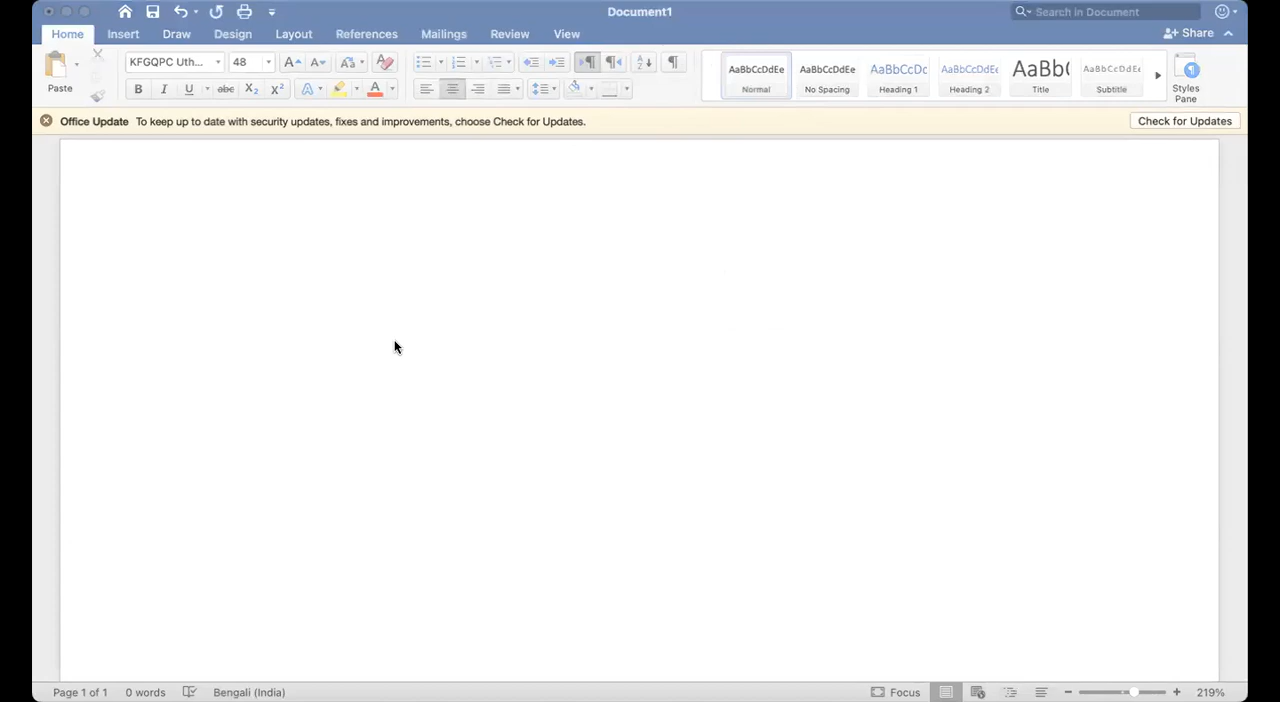 Document1
Search in Document
Home Insert Draw Design Layout References Mailings Review View
Share
Paste
KFGQPC Uth... 48
AaBbCcDdEe AaBbCcDdEe AaBbCcDc AaBbCcDdEe AaBb( AaBbCcDdEe
Normal No Spacing Heading 1 Heading 2 Title Subtitle
Styles
Pane
B I U abc X₂ X² A A
Office Update To keep up to date with security updates, fixes and improvements, choose Check for Updates.
Check for Updates
Page 1 of 1 0 words Bengali (India) Focus 219%